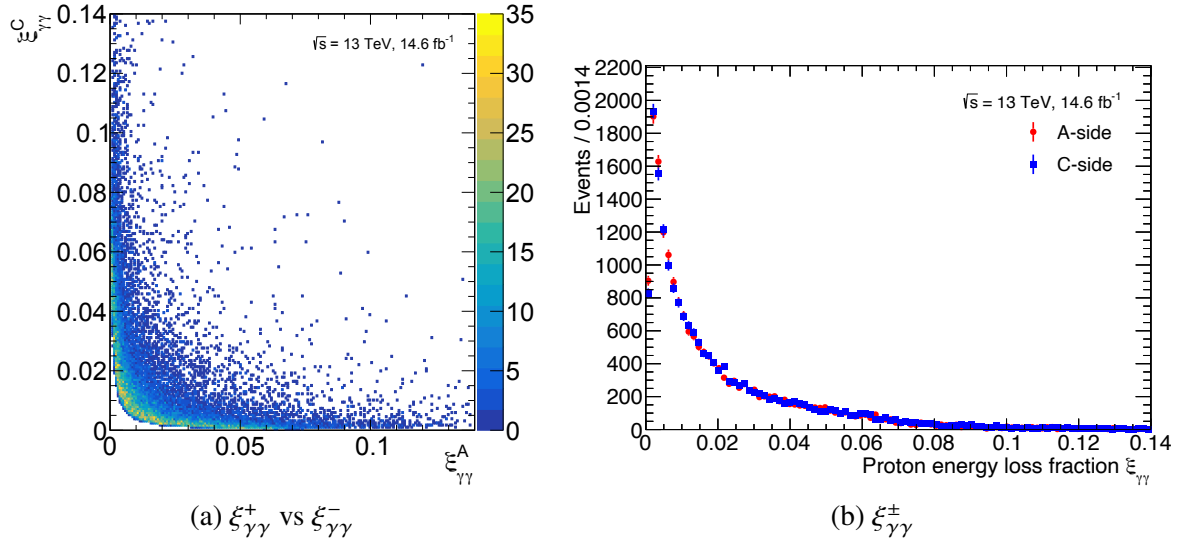 ξ^C_γγ
0.14
0.12
0.1
0.08
0.06
0.04
0.02
0
√s = 13 TeV, 14.6 fb⁻¹
35
30
25
20
15
10
5
0
0 0.05 0.1
ξ^A_γγ
(a) ξ⁺_γγ vs ξ⁻_γγ
Events / 0.0014
2200
2000
1800
1600
1400
1200
1000
800
600
400
200
0
√s = 13 TeV, 14.6 fb⁻¹
A-side
C-side
0 0.02 0.04 0.06 0.08 0.1 0.12 0.14
Proton energy loss fraction ξ_γγ
(b) ξ^±_γγ